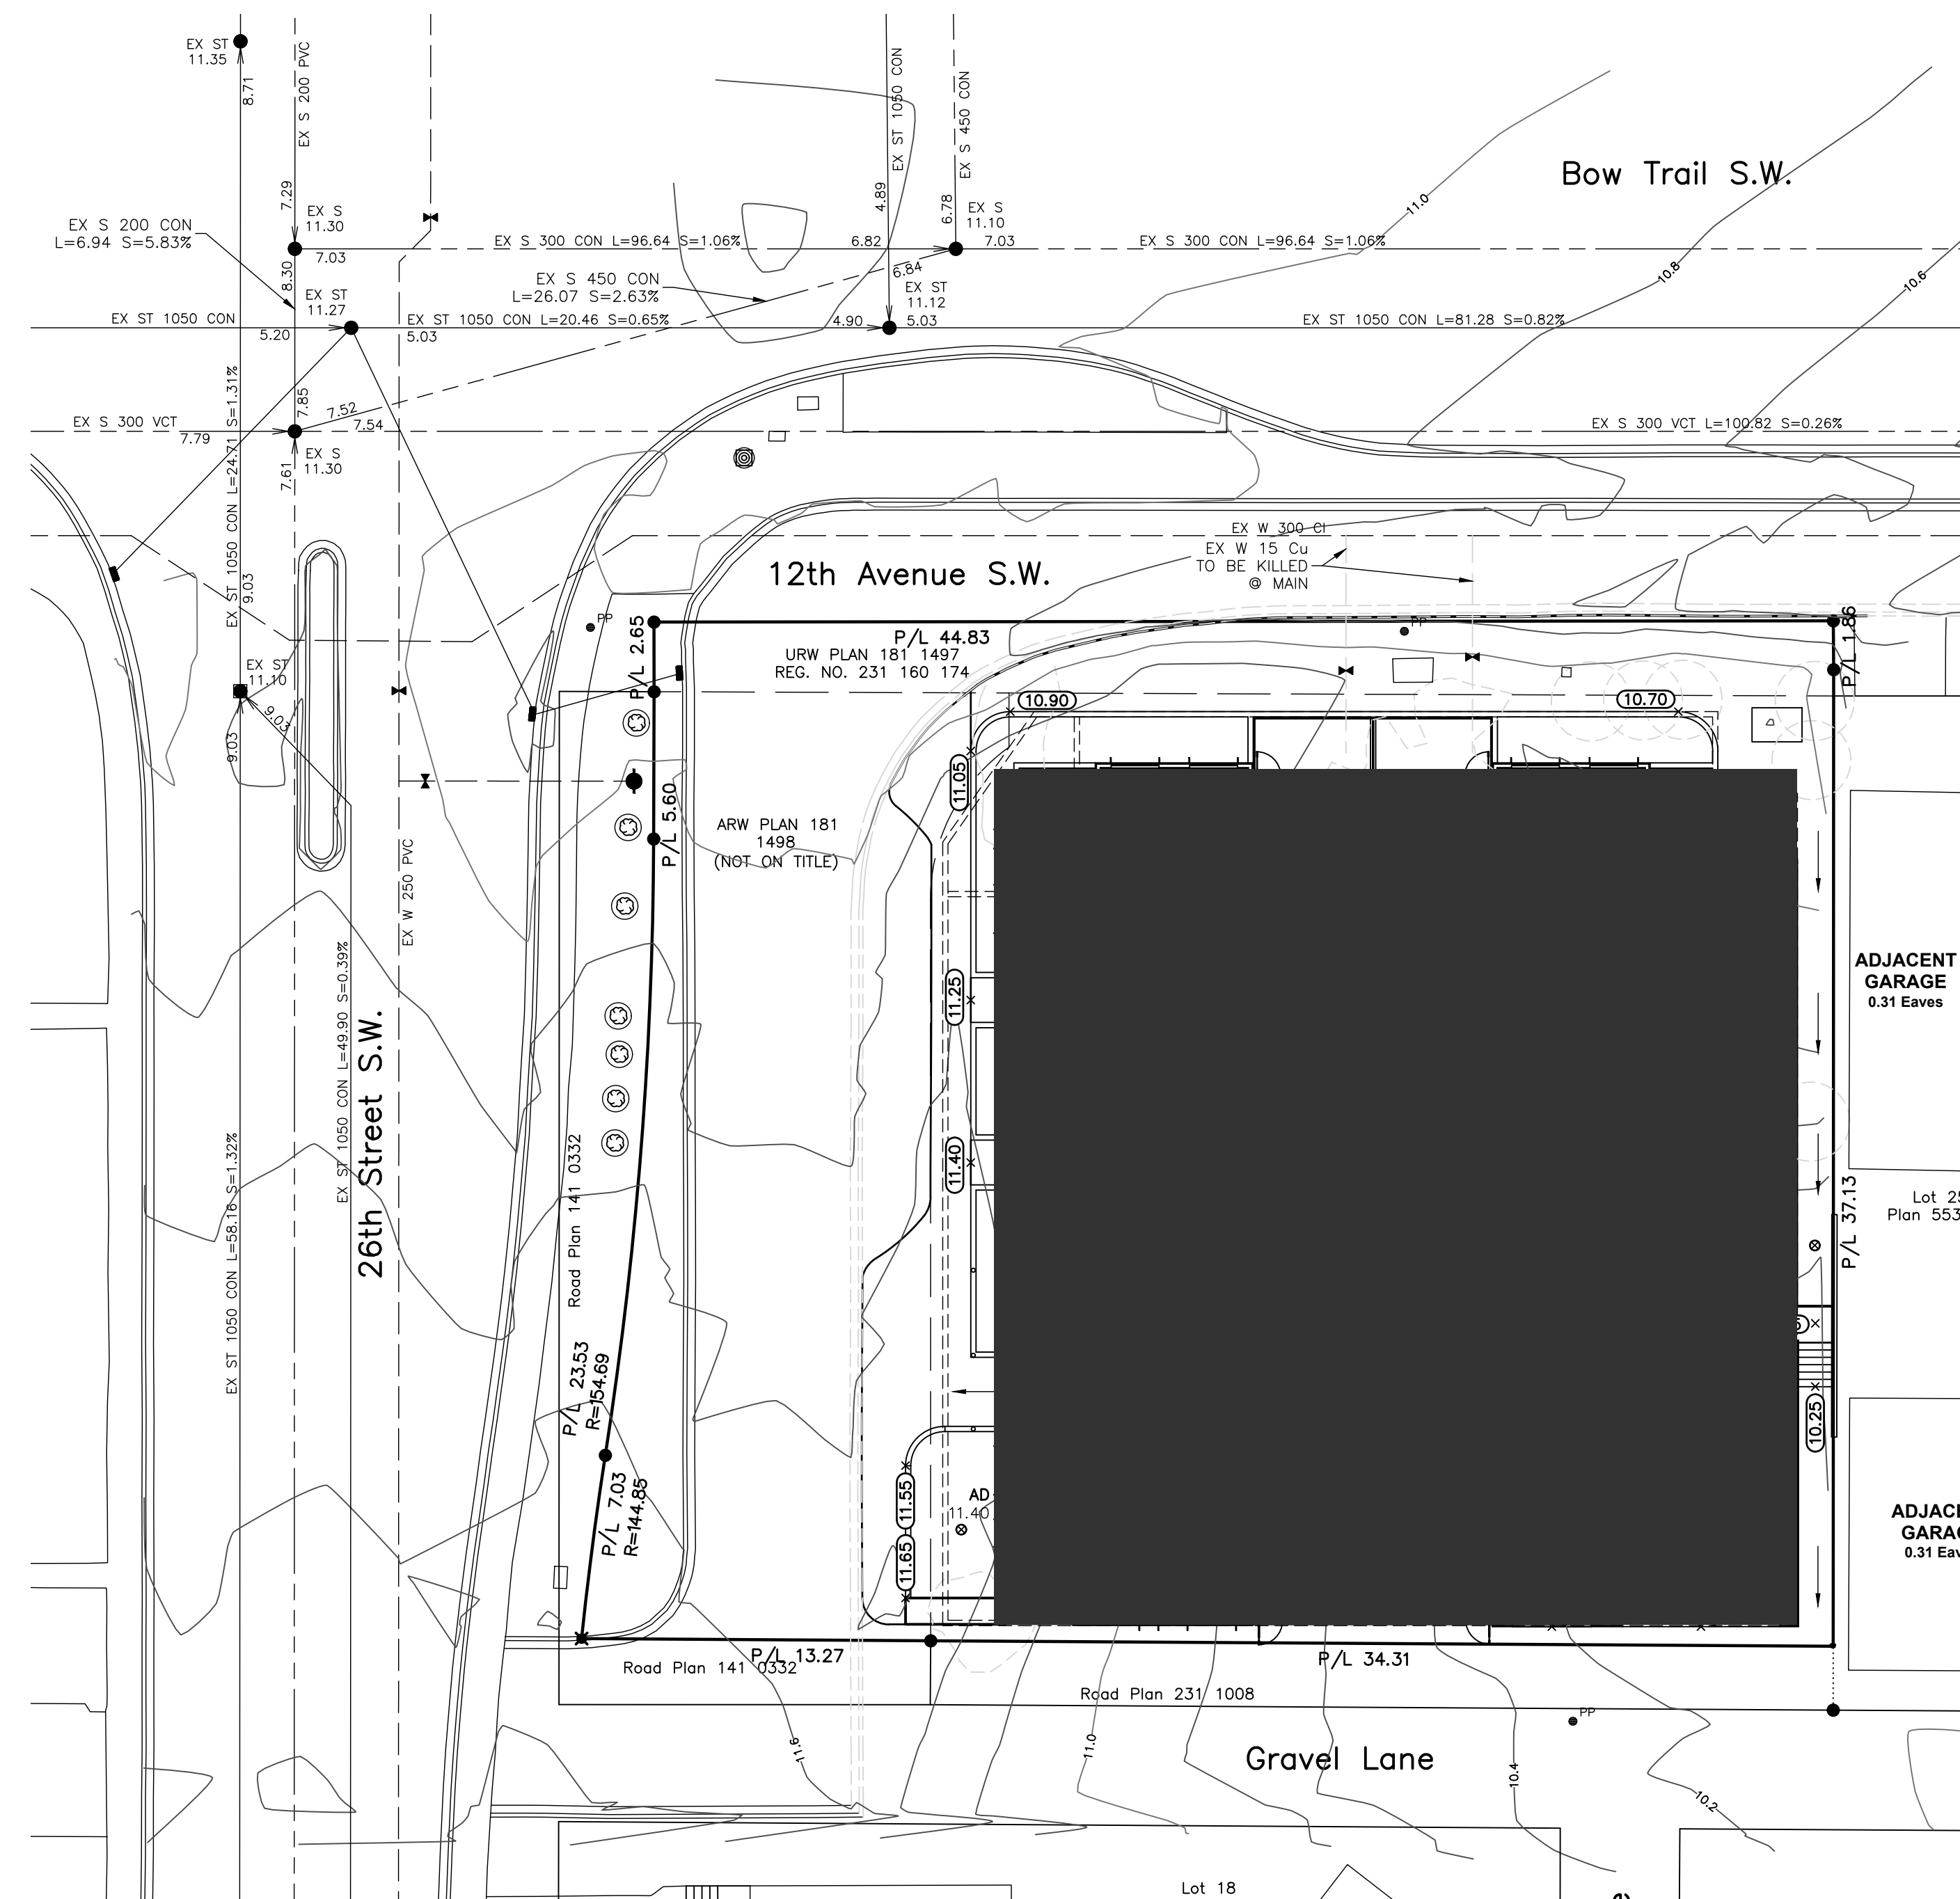 EX ST
11.35
8.71
EX S 200 PVC
7.29
EX S
11.30
EX S 200 CON
L=6.94 S=5.83%
7.03
8.30
EX ST 1050 CON
4.89
EX S 450 CON
6.78
EX S
11.10
7.03
EX S 300 CON L=96.64 S=1.06%
6.82
EX S 300 CON L=96.64 S=1.06%
Bow Trail S.W.
11.0
10.8
10.6
EX S 450 CON
L=26.07 S=2.63%
6.84
EX ST
11.27
EX ST
11.12
EX ST 1050 CON
5.20
EX ST 1050 CON L=20.46 S=0.65%
5.03
4.90
5.03
EX ST 1050 CON L=81.28 S=0.82%
EX S 300 VCT
7.79
7.85
7.52
7.54
EX S
11.30
7.61
EX S 300 VCT L=100.82 S=0.26%
EX ST 1050 CON L=24.71 S=1.31%
9.03
EX W 300 CI
EX W 15 Cu
TO BE KILLED
@ MAIN
12th Avenue S.W.
PP
P/L 2.65
P/L 44.83
URW PLAN 181 1497
REG. NO. 231 160 174
PP
P/L 1.86
EX ST
11.10
9.03
9.03
10.90
10.70
11.05
P/L 5.60
ARW PLAN 181
1498
(NOT ON TITLE)
EX W 250 PVC
EX ST 1050 CON L=49.90 S=0.39%
26th Street S.W.
EX ST 1050 CON L=58.16 S=1.32%
Road Plan 141 0332
11.25
11.40
ADJACENT
GARAGE
0.31 Eaves
Lot
Plan 553
P/L 37.13
P/L 23.53
R=154.69
P/L 7.03
R=144.85
11.55
11.65
AD
11.40
10.25
ADJACE
GARAG
0.31 Eav
P/L 13.27
Road Plan 141 0332
P/L 34.31
Road Plan 231 1008
PP
Gravel Lane
11.6
11.0
10.4
10.2
Lot 18